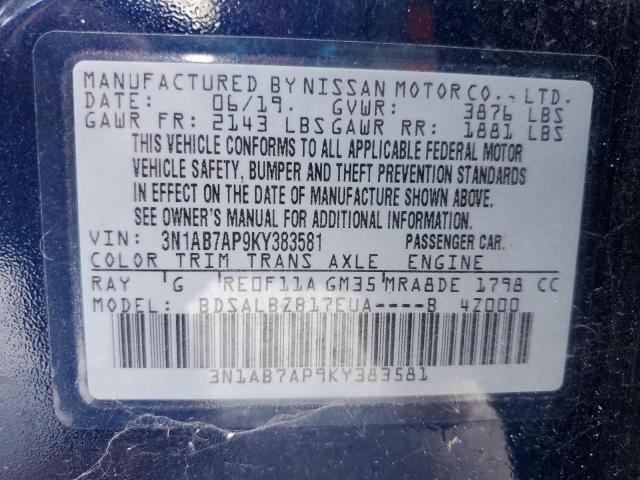 MANUFACTURED BY NISSAN MOTOR CO., LTD.
DATE: 06/19. GVWR: 3876 LBS
GAWR FR: 2143 LBS GAWR RR: 1881 LBS
THIS VEHICLE CONFORMS TO ALL APPLICABLE FEDERAL MOTOR
VEHICLE SAFETY, BUMPER AND THEFT PREVENTION STANDARDS
IN EFFECT ON THE DATE OF MANUFACTURE SHOWN ABOVE.
SEE OWNER'S MANUAL FOR ADDITIONAL INFORMATION.
VIN: 3N1AB7AP9KY383581 PASSENGER CAR.
COLOR TRIM TRANS AXLE ENGINE
RAY G RE0F11A GM35 MRA8DE 1798 CC
MODEL: BDSALBZB17EUA----B 4Z000
3N1AB7AP9KY383581